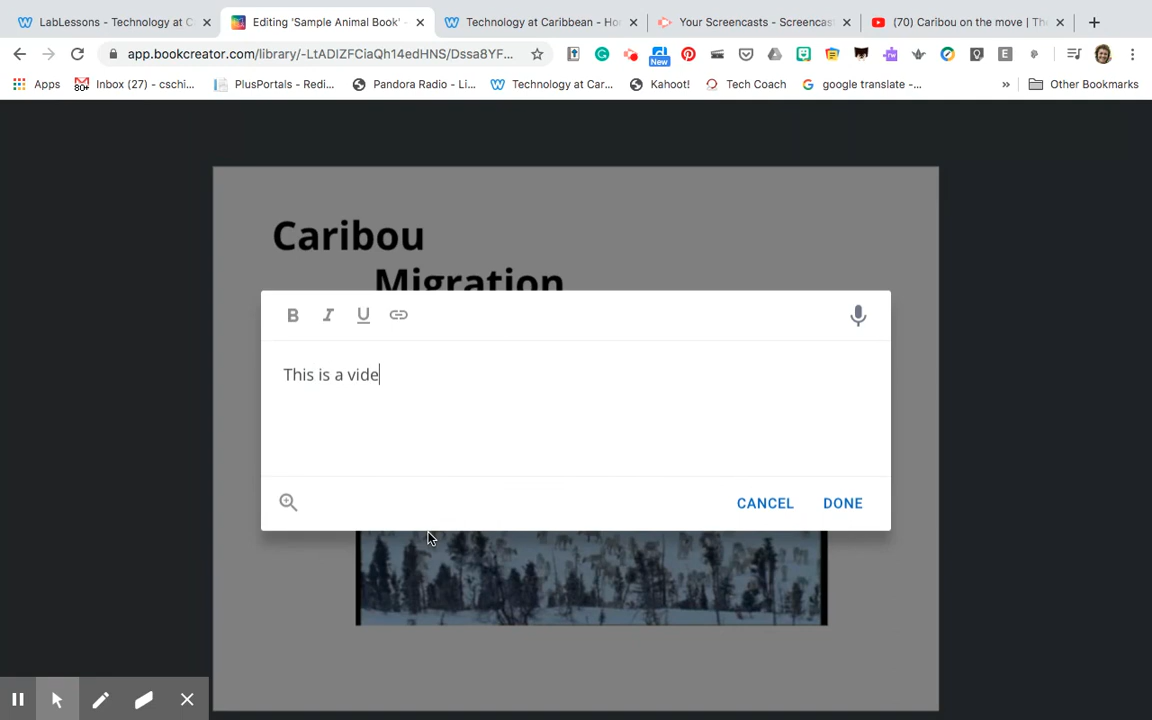 LabLessons - Technology at C
Editing 'Sample Animal Book' -
Technology at Caribbean - Ho
Your Screencasts - Screencas
(70) Caribou on the move | Th
app.bookcreator.com/library/-LtADIZFCiaQh14edHNS/Dssa8YF...
New
Apps
80+ Inbox (27) - cschi...
PlusPortals - Redi...
Pandora Radio - Li...
Technology at Car...
Kahoot!
Tech Coach
G google translate -...
»
Other Bookmarks
Caribou
Migration
B I U
This is a vide
CANCEL DONE